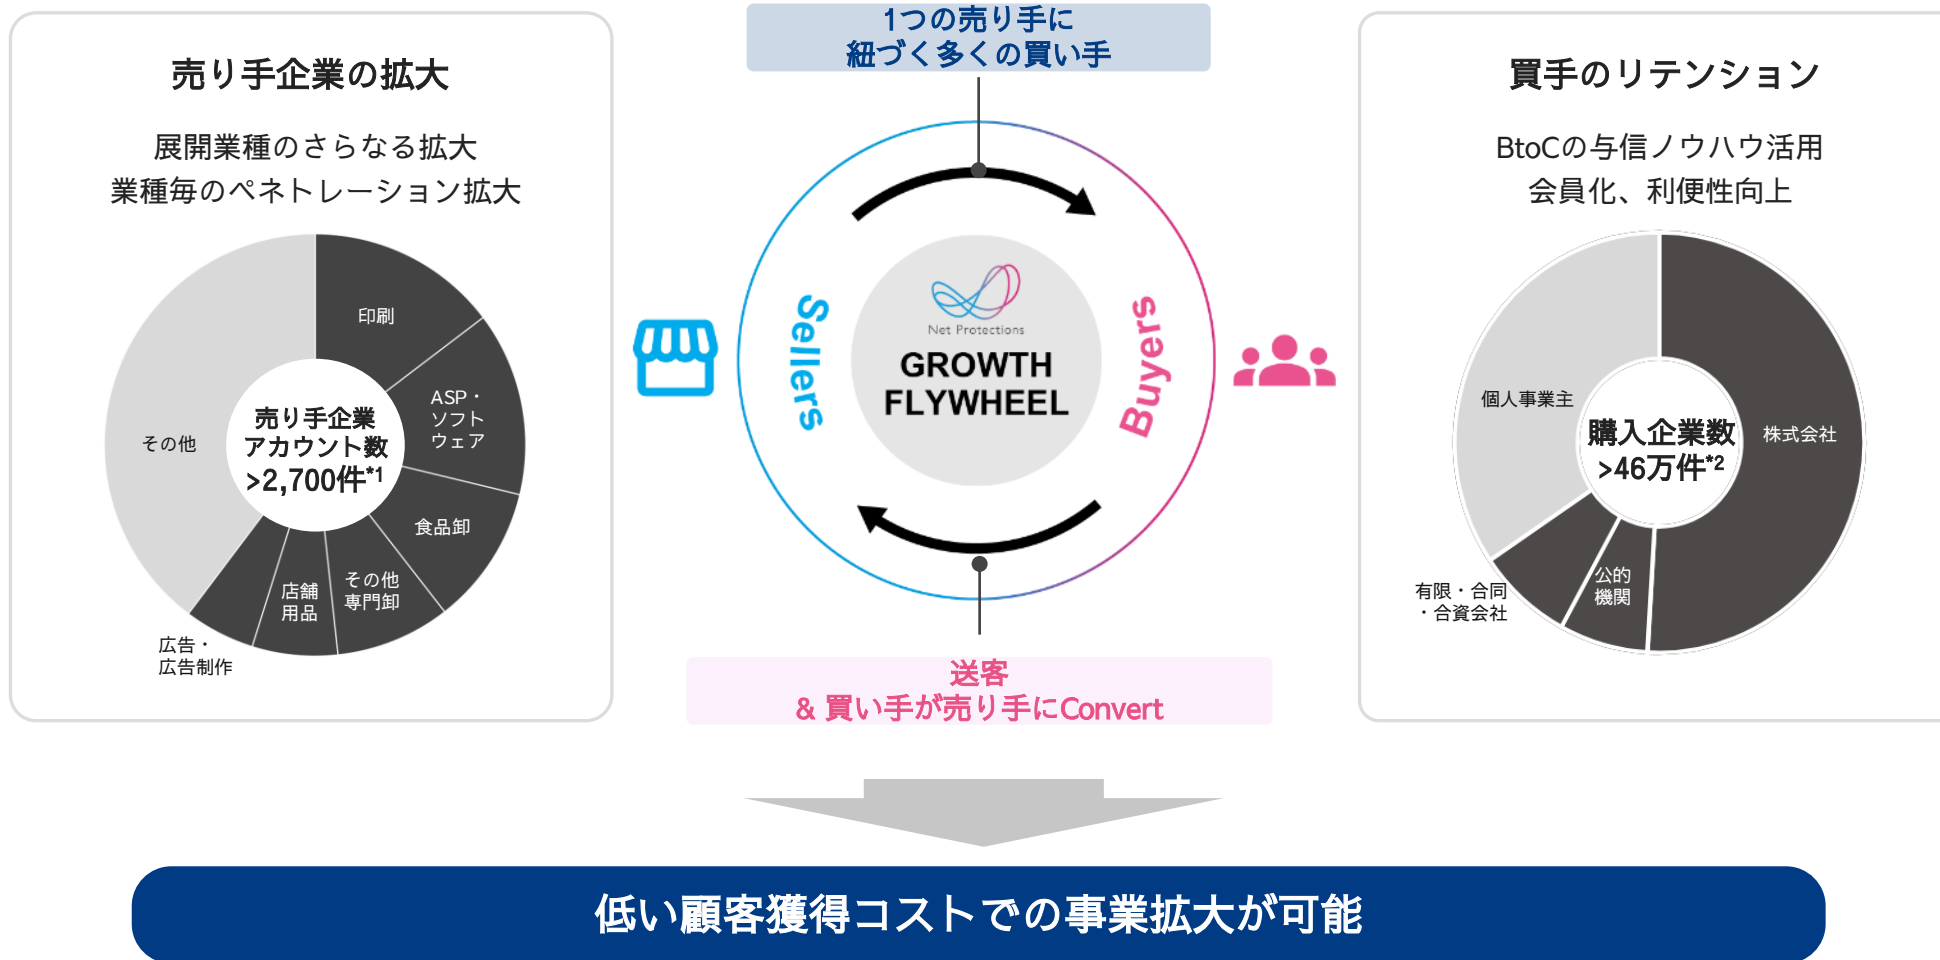 売り手企業の拡大
展開業種のさらなる拡大
業種毎のペネトレーション拡大
印刷
ASP・
ソフト
ウェア
食品卸
その他
専門卸
店舗
用品
広告・
広告制作
その他
売り手企業
アカウント数
>2,700件*1
1つの売り手に
紐づく多くの買い手
Sellers
Buyers
Net Protections
GROWTH
FLYWHEEL
送客
& 買い手が売り手にConvert
買手のリテンション
BtoCの与信ノウハウ活用
会員化、利便性向上
株式会社
公的
機関
有限・合同
・合資会社
個人事業主
購入企業数
>46万件*2
低い顧客獲得コストでの事業拡大が可能